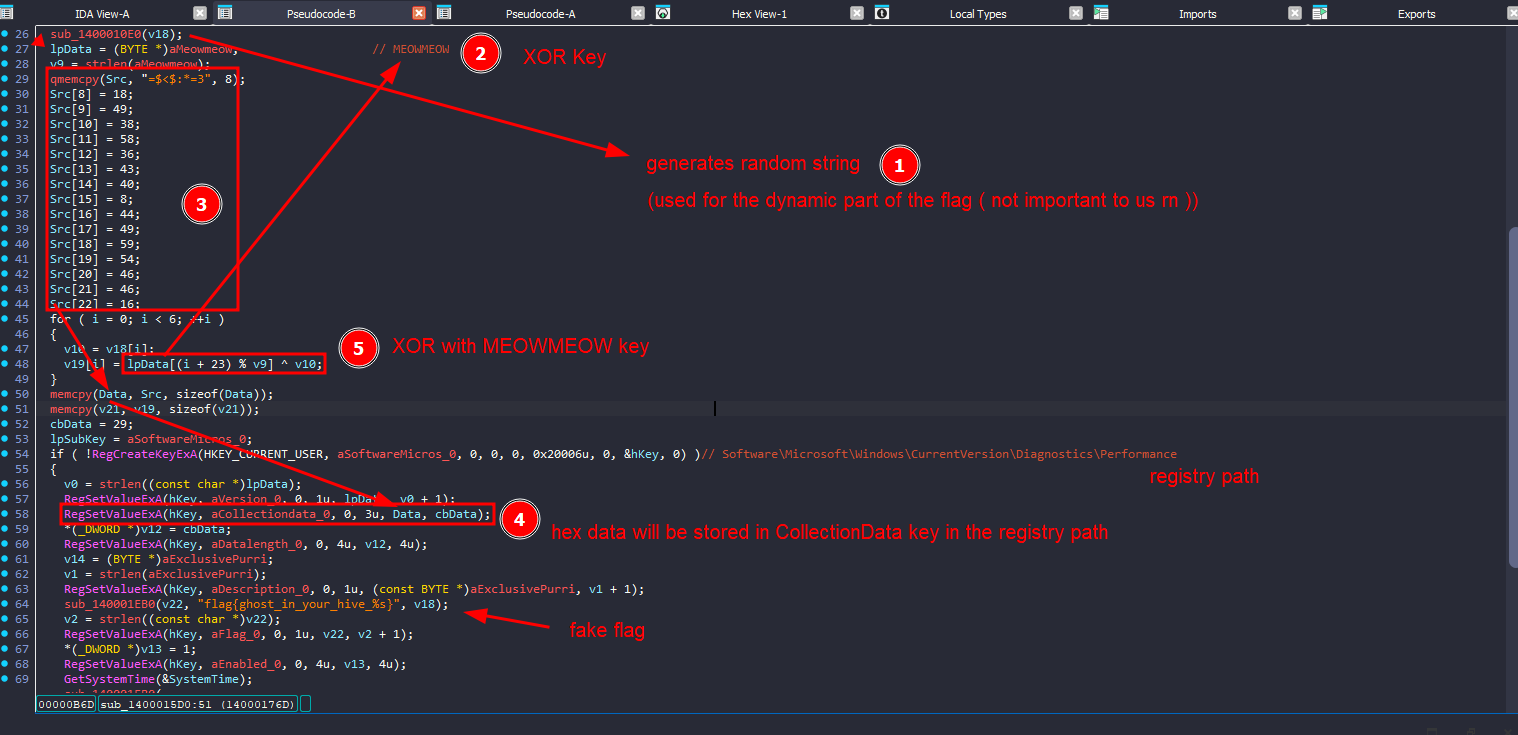 IDA View-A Pseudocode-B Pseudocode-A Hex View-1 Local Types Imports Exports
26 sub_1400010E0(v18);
27 lpData = (BYTE *)aMeowmeow; // MEOWMEOW
2 XOR Key
28 v9 = strlen(aMeowmeow);
29 qmemcpy(Src, "=$<$:*=3", 8);
30 Src[8] = 18;
31 Src[9] = 49;
32 Src[10] = 38;
33 Src[11] = 58;
34 Src[12] = 36;
generates random string 1
35 Src[13] = 43;
36 Src[14] = 40;
37 Src[15] = 8;
(used for the dynamic part of the flag ( not important to us rn ))
3
38 Src[16] = 44;
39 Src[17] = 49;
40 Src[18] = 59;
41 Src[19] = 54;
42 Src[20] = 46;
43 Src[21] = 46;
44 Src[22] = 16;
45 for ( i = 0; i < 6; ++i )
46 {
47 v10 = v18[i];
5 XOR with MEOWMEOW key
48 v19[i] = lpData[(i + 23) % v9] ^ v10;
49 }
50 memcpy(Data, Src, sizeof(Data));
51 memcpy(v21, v19, sizeof(v21));
52 cbData = 29;
53 lpSubKey = aSoftwareMicros_0;
54 if ( !RegCreateKeyExA(HKEY_CURRENT_USER, aSoftwareMicros_0, 0, 0, 0, 0x20006u, 0, &hKey, 0) )// Software\Microsoft\Windows\CurrentVersion\Diagnostics\Performance
registry path
55 {
56 v0 = strlen((const char *)lpData);
57 RegSetValueExA(hKey, aVersion_0, 0, 1u, lpData, v0 + 1);
58 RegSetValueExA(hKey, aCollectiondata_0, 0, 3u, Data, cbData);
4 hex data will be stored in CollectionData key in the registry path
59 *(_DWORD *)v12 = cbData;
60 RegSetValueExA(hKey, aDatalength_0, 0, 4u, v12, 4u);
61 v14 = (BYTE *)aExclusivePurri;
62 v1 = strlen(aExclusivePurri);
63 RegSetValueExA(hKey, aDescription_0, 0, 1u, (const BYTE *)aExclusivePurri, v1 + 1);
64 sub_140001EB0(v22, "flag{ghost_in_your_hive_%s}", v18);
fake flag
65 v2 = strlen((const char *)v22);
66 RegSetValueExA(hKey, aFlag_0, 0, 1u, v22, v2 + 1);
67 *(_DWORD *)v13 = 1;
68 RegSetValueExA(hKey, aEnabled_0, 0, 4u, v13, 4u);
69 GetSystemTime(&SystemTime);
00000B6D sub_1400015D0:51 (14000176D)